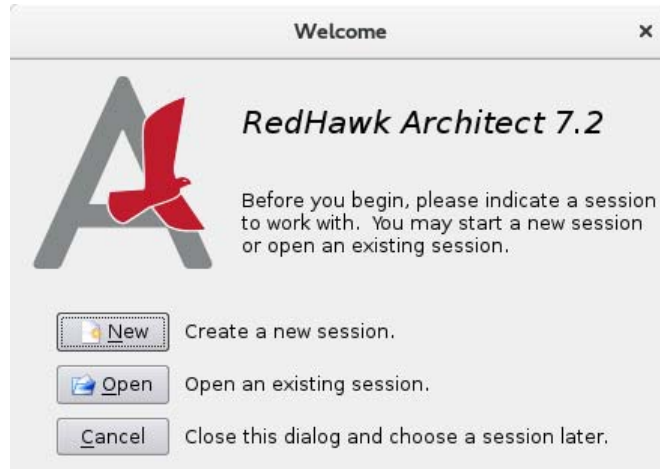 Welcome
RedHawk Architect 7.2
Before you begin, please indicate a session
to work with. You may start a new session
or open an existing session.
New Create a new session.
Open Open an existing session.
Cancel Close this dialog and choose a session later.